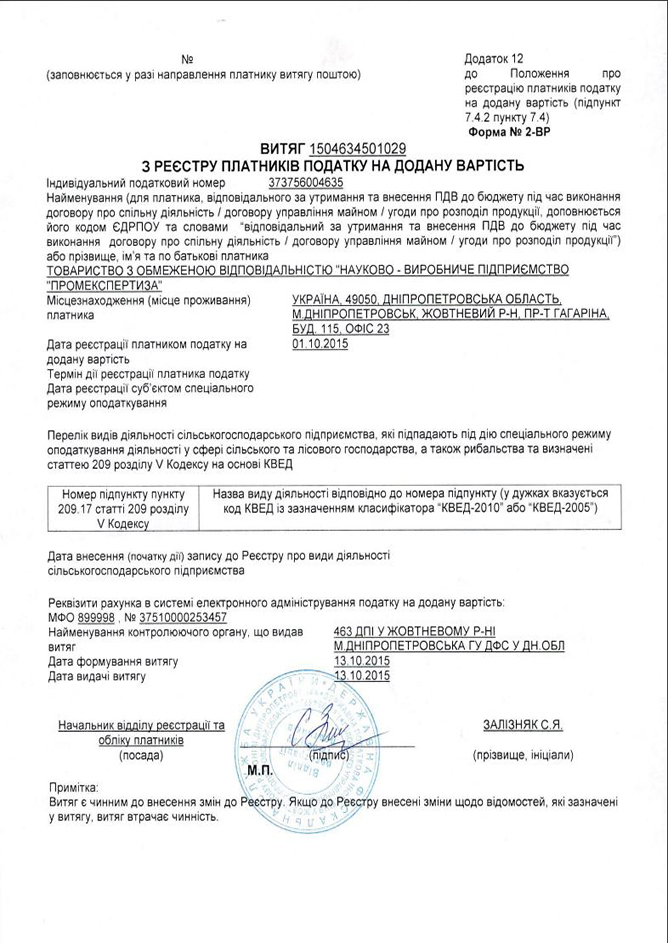 №
(заповнюється у разі направлення платнику витягу поштою)
Додаток 12
до Положення про
реєстрацію платників податку
на додану вартість (підпункт
7.4.2 пункту 7.4)
Форма № 2-ВР
ВИТЯГ 1504634501029
З РЕЄСТРУ ПЛАТНИКІВ ПОДАТКУ НА ДОДАНУ ВАРТІСТЬ
Індивідуальний податковий номер 373756004635
Найменування (для платника, відповідального за утримання та внесення ПДВ до бюджету під час виконання
договору про спільну діяльність / договору управління майном / угоди про розподіл продукції, доповнюється
його кодом ЄДРПОУ та словами "відповідальний за утримання та внесення ПДВ до бюджету під час
виконання договору про спільну діяльність / договору управління майном / угоди про розподіл продукції")
або прізвище, ім'я та по батькові платника
ТОВАРИСТВО З ОБМЕЖЕНОЮ ВІДПОВІДАЛЬНІСТЮ "НАУКОВО - ВИРОБНИЧЕ ПІДПРИЄМСТВО
"ПРОМЕКСПЕРТИЗА"
Місцезнаходження (місце проживання) УКРАЇНА, 49050, ДНІПРОПЕТРОВСЬКА ОБЛАСТЬ,
платника М.ДНІПРОПЕТРОВСЬК, ЖОВТНЕВИЙ Р-Н, ПР-Т ГАГАРІНА,
БУД. 115, ОФІС 23
Дата реєстрації платником податку на 01.10.2015
додану вартість
Термін дії реєстрації платника податку
Дата реєстрації суб'єктом спеціального
режиму оподаткування
Перелік видів діяльності сільськогосподарського підприємства, які підпадають під дію спеціального режиму
оподаткування діяльності у сфері сільського та лісового господарства, а також рибальства та визначені
статтею 209 розділу V Кодексу на основі КВЕД
Номер підпункту пункту
209.17 статті 209 розділу
V Кодексу
Назва виду діяльності відповідно до номера підпункту (у дужках вказується
код КВЕД із зазначенням класифікатора "КВЕД-2010" або "КВЕД-2005")
Дата внесення (початку дії) запису до Реєстру про види діяльності
сільськогосподарського підприємства
Реквізити рахунка в системі електронного адміністрування податку на додану вартість:
МФО 899998 , № 37510000253457
Найменування контролюючого органу, що видав 463 ДПІ У ЖОВТНЕВОМУ Р-НІ
витяг М.ДНІПРОПЕТРОВСЬКА ГУ ДФС У ДН.ОБЛ
Дата формування витягу 13.10.2015
Дата видачі витягу 13.10.2015
Начальник відділу реєстрації та
обліку платників
(посада)
(підпис)
ЗАЛІЗНЯК С.Я.
(прізвище, ініціали)
М.П.
Примітка:
Витяг є чинним до внесення змін до Реєстру. Якщо до Реєстру внесені зміни щодо відомостей, які зазначені
у витягу, витяг втрачає чинність.